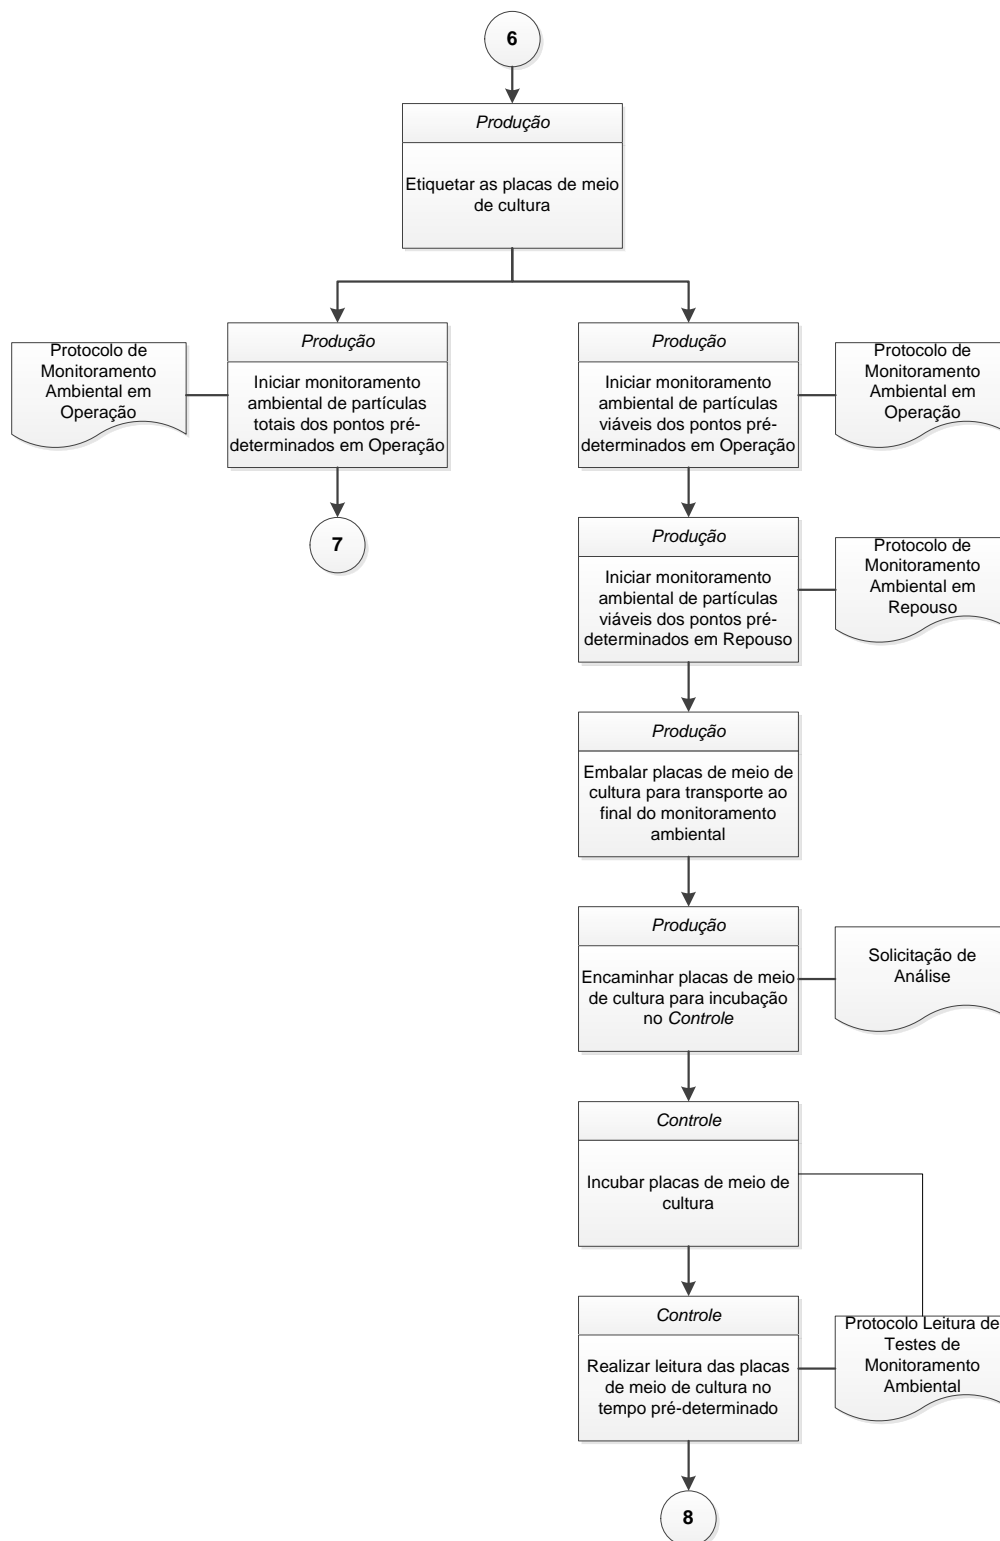 6
Produção
Etiquetar as placas de meio
de cultura
Protocolo de
Monitoramento
Ambiental em
Operação
Produção
Iniciar monitoramento
ambiental de partículas
totais dos pontos pré-
determinados em Operação
7
Produção
Iniciar monitoramento
ambiental de partículas
viáveis dos pontos pré-
determinados em Operação
Protocolo de
Monitoramento
Ambiental em
Operação
Produção
Iniciar monitoramento
ambiental de partículas
viáveis dos pontos pré-
determinados em Repouso
Protocolo de
Monitoramento
Ambiental em
Repouso
Produção
Embalar placas de meio de
cultura para transporte ao
final do monitoramento
ambiental
Produção
Encaminhar placas de meio
de cultura para incubação
no Controle
Solicitação de
Análise
Controle
Incubar placas de meio de
cultura
Controle
Realizar leitura das placas
de meio de cultura no
tempo pré-determinado
Protocolo Leitura de
Testes de
Monitoramento
Ambiental
8